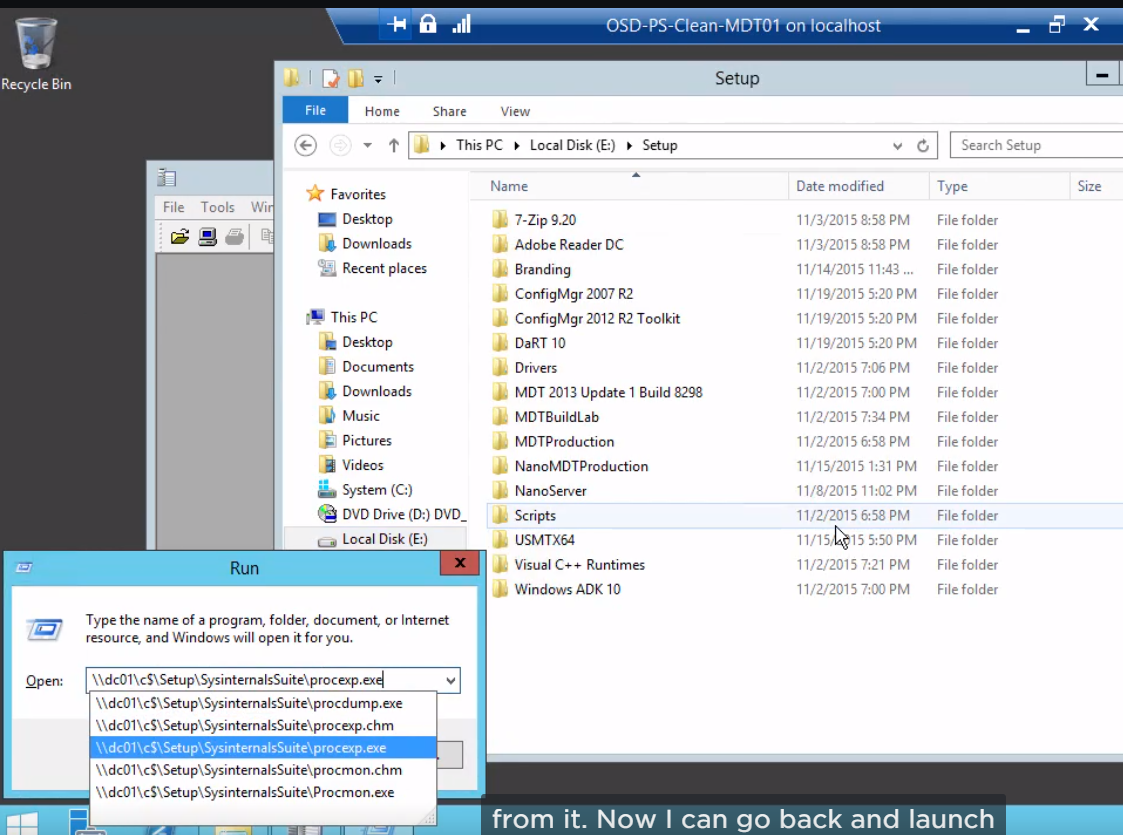 OSD-PS-Clean-MDT01 on localhost
Recycle Bin
Setup
File Home Share View
This PC Local Disk (E:) Setup
Search Setup
File Tools Win
Name Date modified Type Size
Favorites
Desktop
Downloads
Recent places
This PC
Desktop
Documents
Downloads
Music
Pictures
Videos
System (C:)
DVD Drive (D:) DVD_
Local Disk (E:)
7-Zip 9.20 11/3/2015 8:58 PM File folder
Adobe Reader DC 11/3/2015 8:58 PM File folder
Branding 11/14/2015 11:43 ... File folder
ConfigMgr 2007 R2 11/19/2015 5:20 PM File folder
ConfigMgr 2012 R2 Toolkit 11/19/2015 5:20 PM File folder
DaRT 10 11/19/2015 5:20 PM File folder
Drivers 11/2/2015 7:06 PM File folder
MDT 2013 Update 1 Build 8298 11/2/2015 7:00 PM File folder
MDTBuildLab 11/2/2015 7:34 PM File folder
MDTProduction 11/2/2015 6:58 PM File folder
NanoMDTProduction 11/15/2015 1:31 PM File folder
NanoServer 11/8/2015 11:02 PM File folder
Scripts 11/2/2015 6:58 PM File folder
USMTX64 11/15/2015 5:50 PM File folder
Visual C++ Runtimes 11/2/2015 7:21 PM File folder
Windows ADK 10 11/2/2015 7:00 PM File folder
Run
Type the name of a program, folder, document, or Internet
resource, and Windows will open it for you.
Open: \\dc01\c$\Setup\SysinternalsSuite\procexp.exe
\\dc01\c$\Setup\SysinternalsSuite\procdump.exe
\\dc01\c$\Setup\SysinternalsSuite\procexp.chm
\\dc01\c$\Setup\SysinternalsSuite\procexp.exe
\\dc01\c$\Setup\SysinternalsSuite\procmon.chm
\\dc01\c$\Setup\SysinternalsSuite\Procmon.exe
from it. Now I can go back and launch